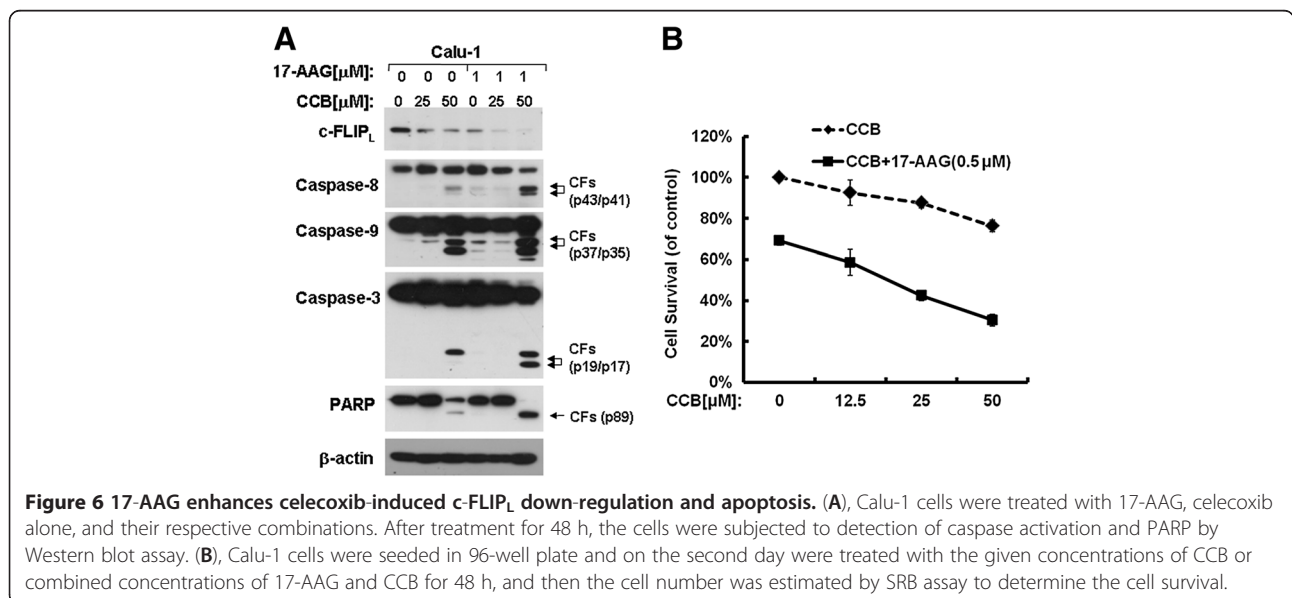 A
Calu-1
17-AAG[µM]: 0 0 0 1 1 1
CCB[µM]: 0 25 50 0 25 50
c-FLIPL
Caspase-8
CFs
(p43/p41)
Caspase-9
CFs
(p37/p35)
Caspase-3
CFs
(p19/p17)
PARP
CFs (p89)
β-actin
B
CCB
CCB+17-AAG(0.5 µM)
Cell Survival (of control)
120%
100%
80%
60%
40%
20%
0%
CCB[µM]: 0 12.5 25 50
Figure 6 17-AAG enhances celecoxib-induced c-FLIPL down-regulation and apoptosis. (A), Calu-1 cells were treated with 17-AAG, celecoxib
alone, and their respective combinations. After treatment for 48 h, the cells were subjected to detection of caspase activation and PARP by
Western blot assay. (B), Calu-1 cells were seeded in 96-well plate and on the second day were treated with the given concentrations of CCB or
combined concentrations of 17-AAG and CCB for 48 h, and then the cell number was estimated by SRB assay to determine the cell survival.